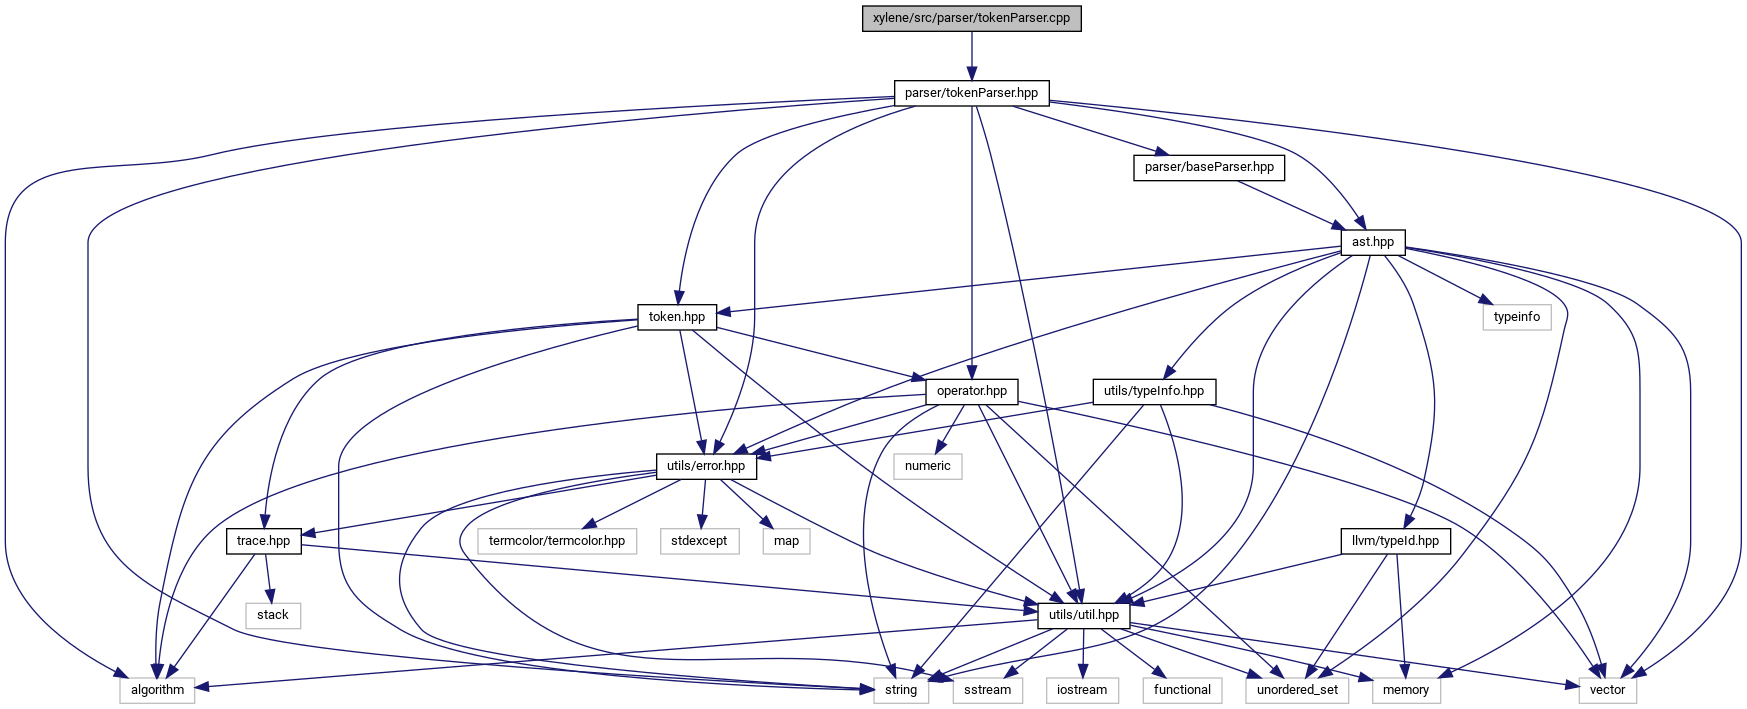 xylene/src/parser/tokenParser.cpp
parser/tokenParser.hpp
parser/baseParser.hpp
ast.hpp
token.hpp
typeinfo
operator.hpp
utils/typeInfo.hpp
utils/error.hpp
numeric
trace.hpp
termcolor/termcolor.hpp
stdexcept
map
llvm/typeId.hpp
stack
utils/util.hpp
algorithm
string
sstream
iostream
functional
unordered_set
memory
vector